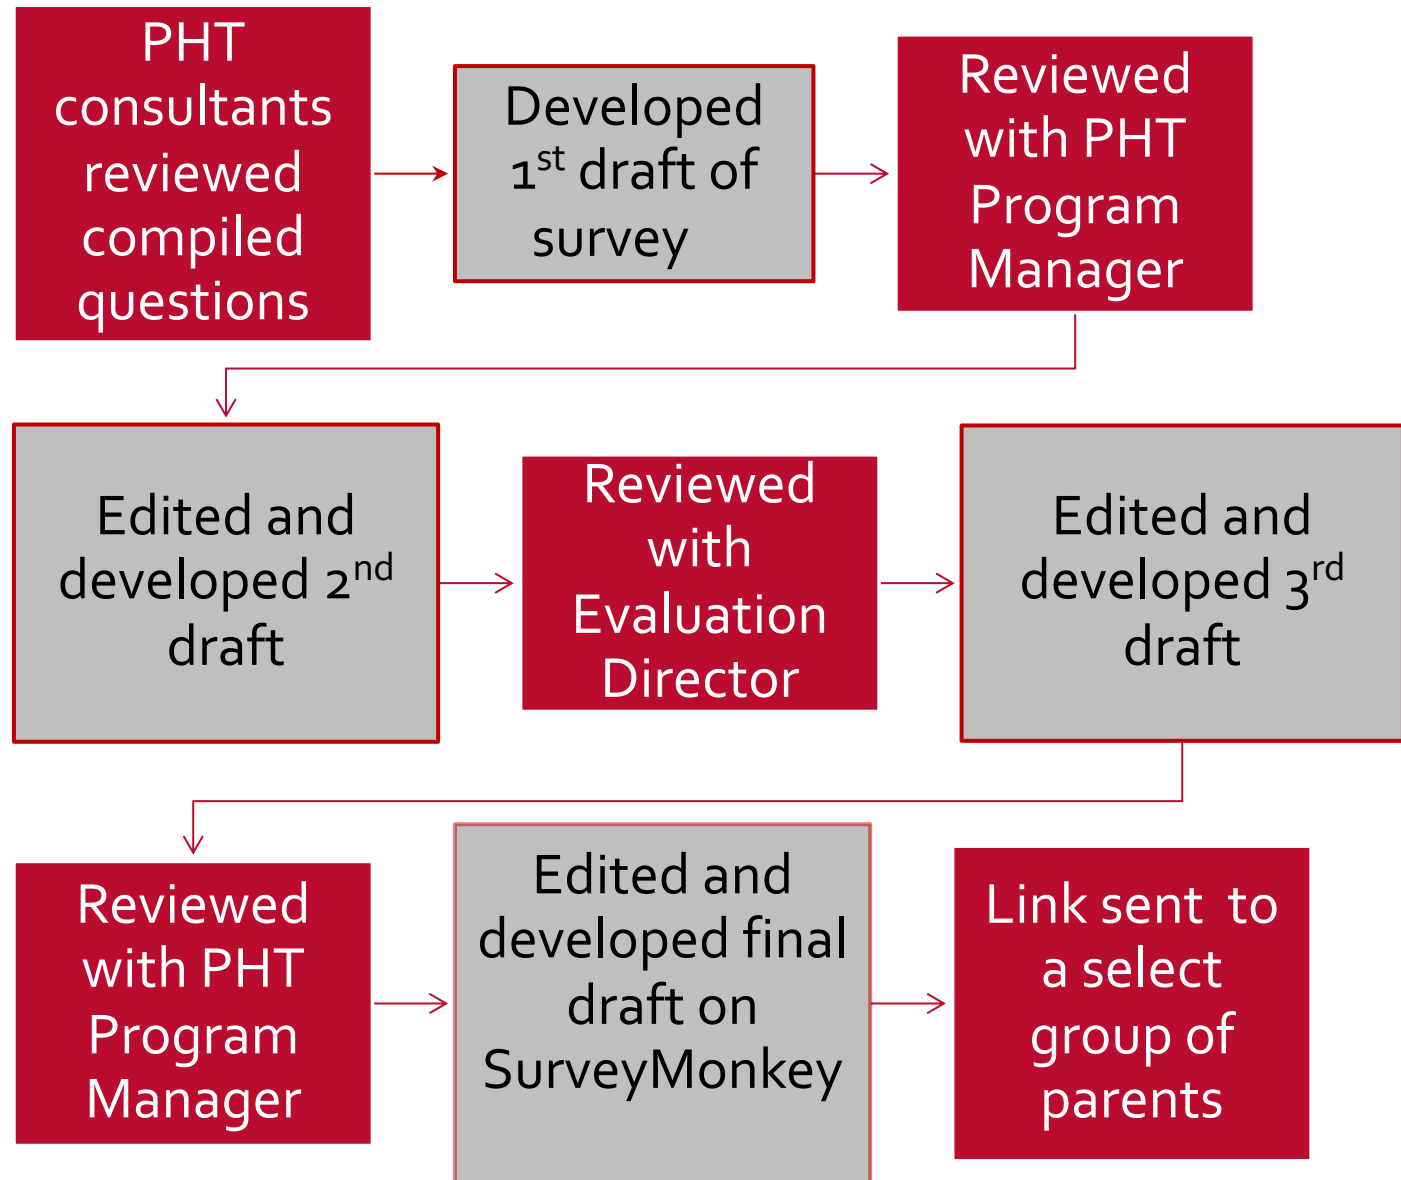 PHT
consultants
reviewed
compiled
questions
Developed
1st draft of
survey
Reviewed
with PHT
Program
Manager
Edited and
developed 2nd
draft
Reviewed
with
Evaluation
Director
Edited and
developed 3rd
draft
Reviewed
with PHT
Program
Manager
Edited and
developed final
draft on
SurveyMonkey
Link sent to
a select
group of
parents